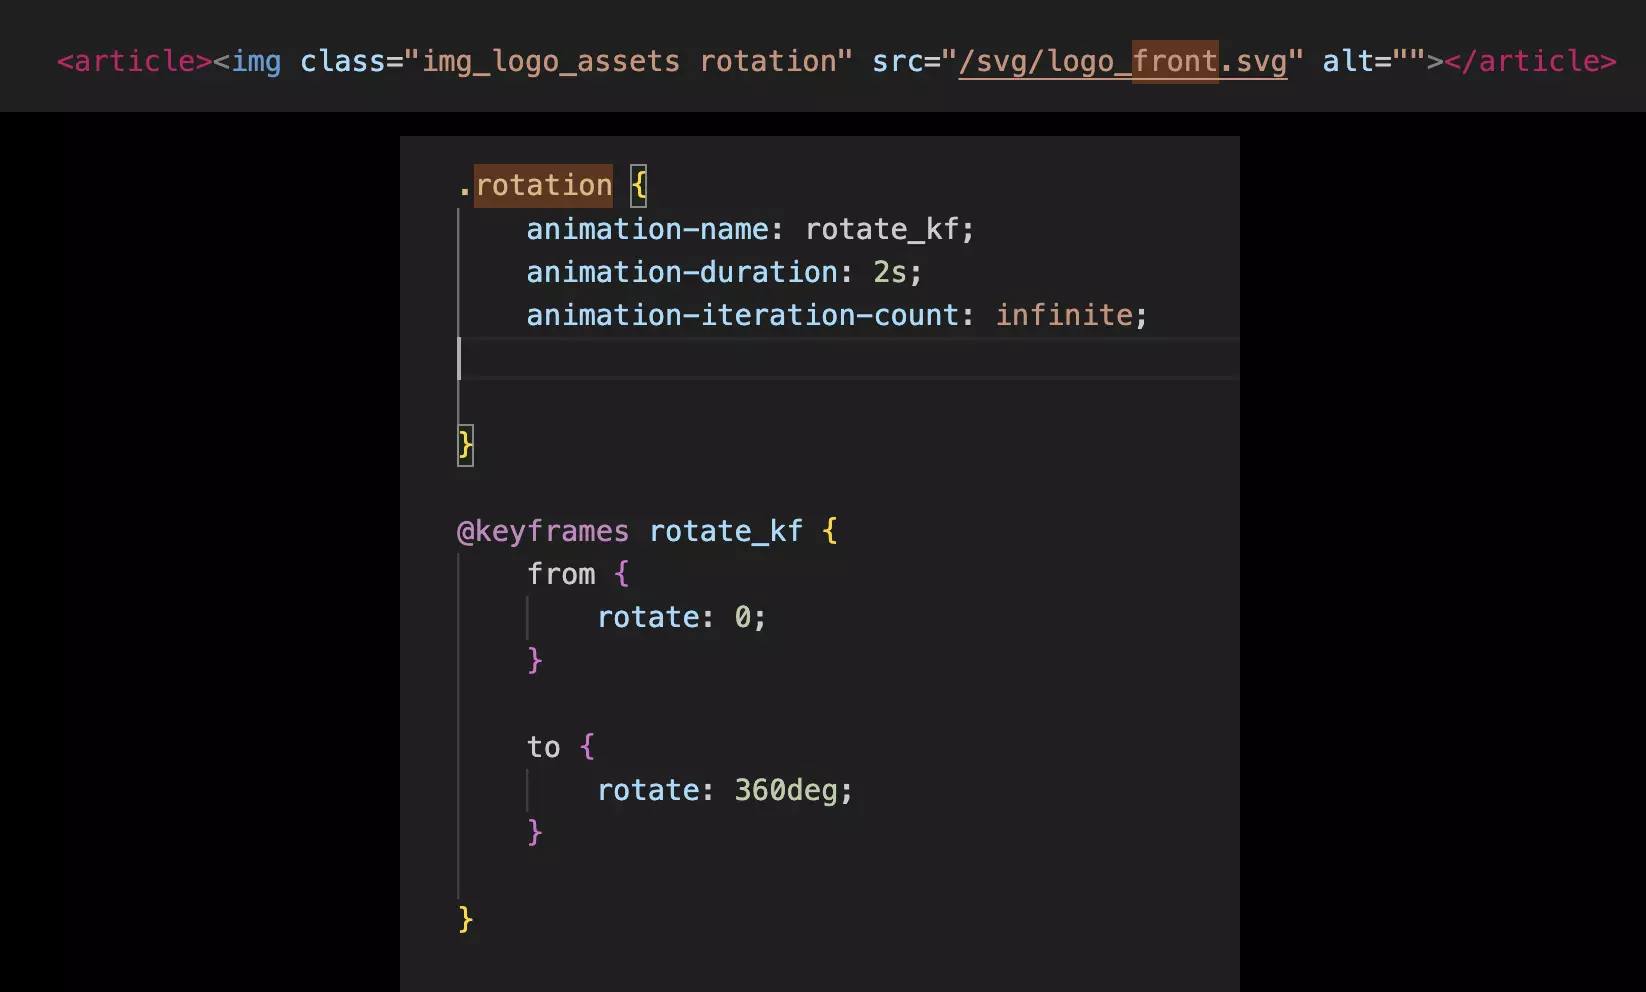 <article><img class="img_logo_assets rotation" src="/svg/logo_front.svg" alt=""></article>
.rotation {
animation-name: rotate_kf;
animation-duration: 2s;
animation-iteration-count: infinite;
}
@keyframes rotate_kf {
from {
rotate: 0;
}
to {
rotate: 360deg;
}
}